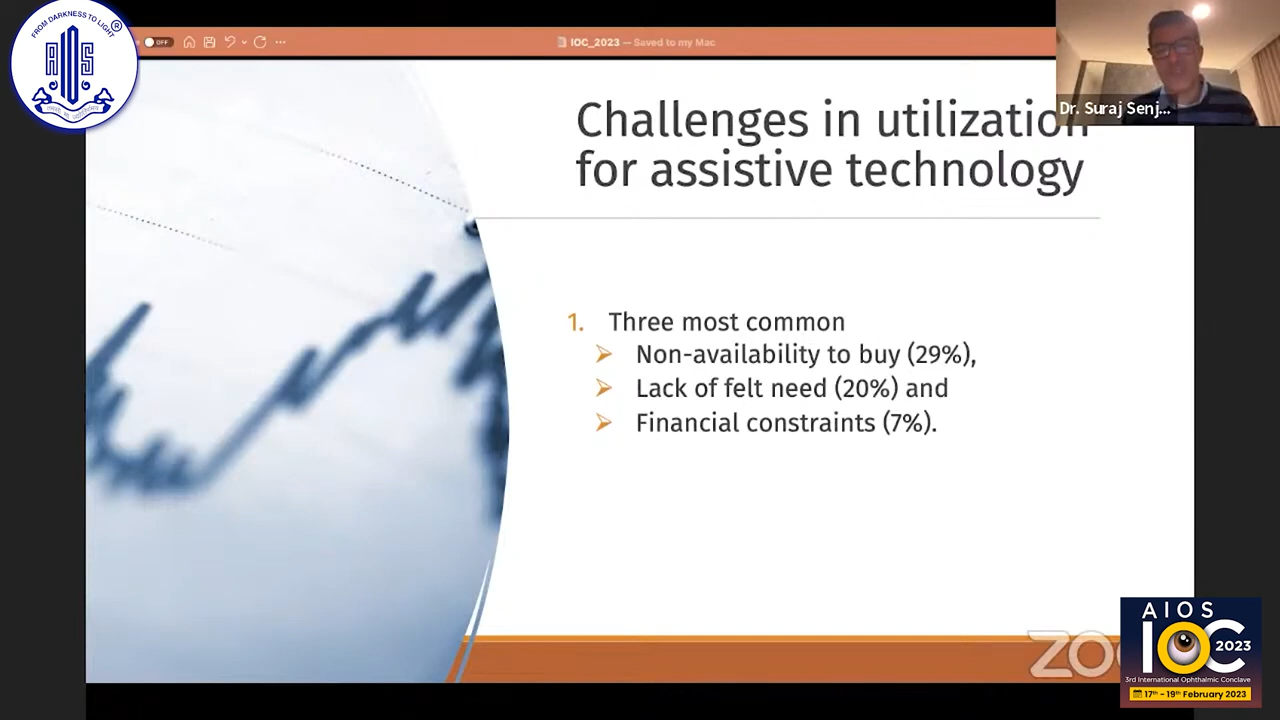 FROM DARKNESS TO LIGHT
®
AIOS
OFF
IOC_2023 — Saved to my Mac
Dr. Suraj Senj...
Challenges in utilization
for assistive technology
1. Three most common
Non-availability to buy (29%),
Lack of felt need (20%) and
Financial constraints (7%).
ZO
AIOS
IOC 2023
3rd International Ophthalmic Conclave
17th - 19th February 2023